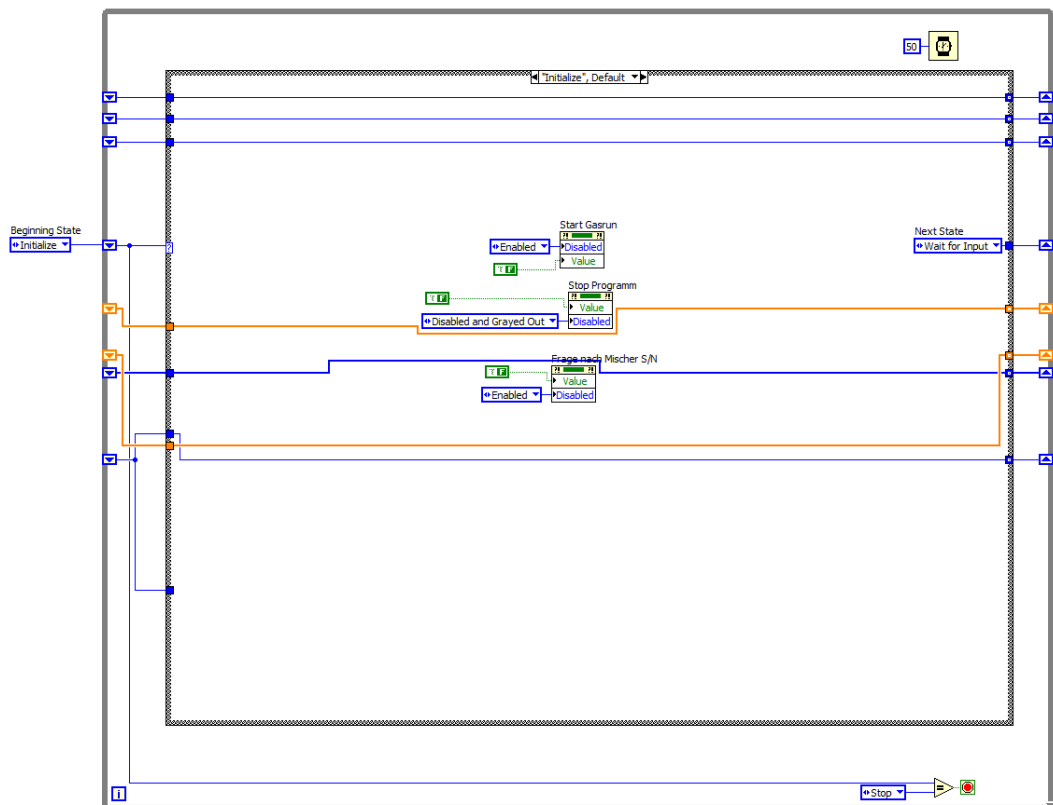 50
"Initialize", Default
Beginning State
Initialize
?
Start Gasrun
Enabled
Disabled
Value
T F
Next State
Wait for Input
Stop Programm
T F
Value
Disabled and Grayed Out
Disabled
Frage nach Mischer S/N
T F
Value
Enabled
Disabled
i
Stop
=